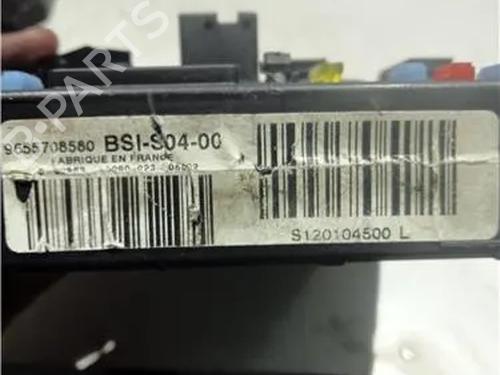 9655708580 BSI-S04-00
FABRIQUE EN FRANCE
S120104500 L